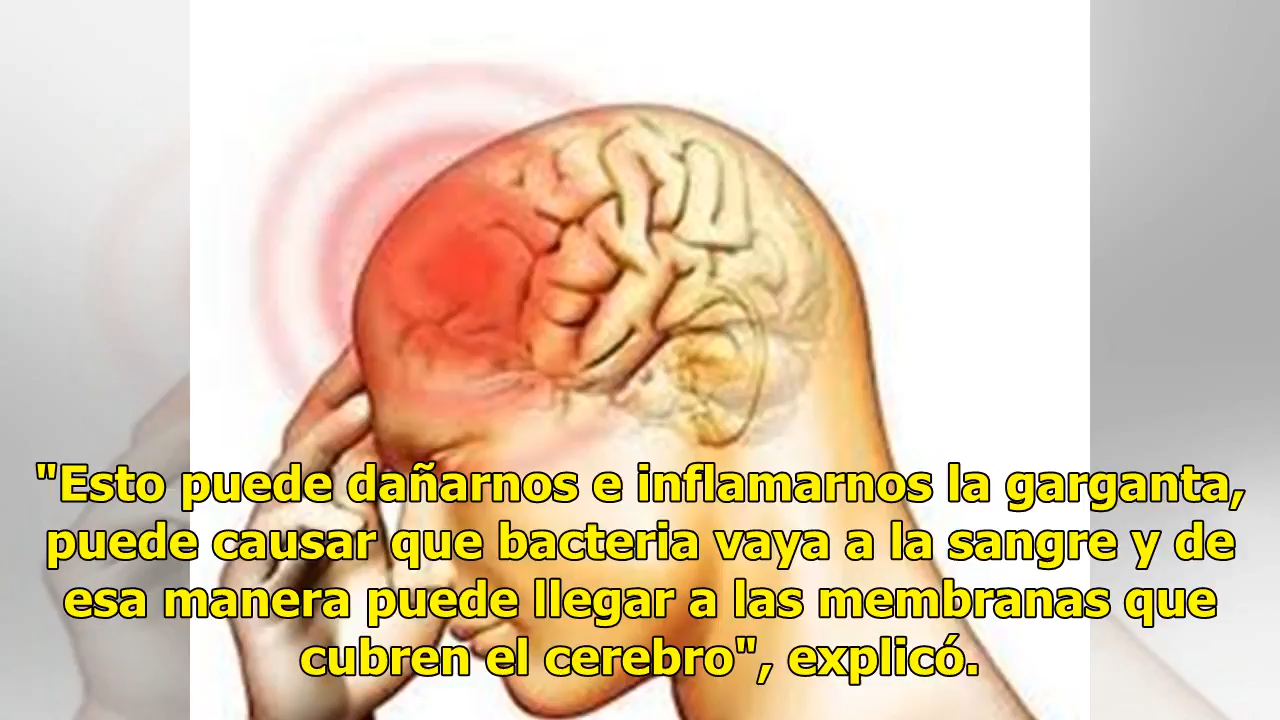 "Esto puede dañarnos e inflamarnos la garganta,
puede causar que bacteria vaya a la sangre y de
esa manera puede llegar a las membranas que
cubren el cerebro", explicó.